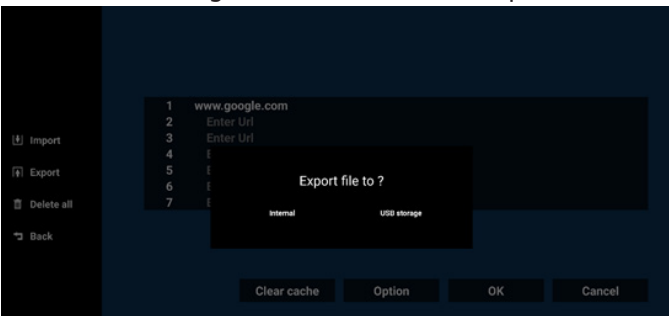 1 www.google.com
2 Enter Url
3 Enter Url
4 E
5 E
6 E
7 E
Import
Export
Delete all
Back
Export file to ?
Internal USB storage
Clear cache Option OK Cancel